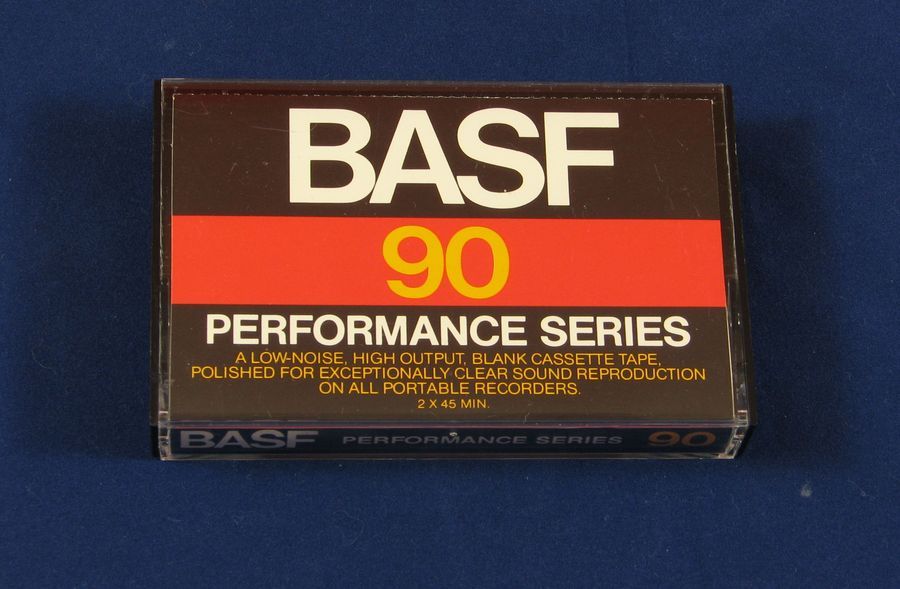 BASF
90
PERFORMANCE SERIES
A LOW-NOISE, HIGH OUTPUT, BLANK CASSETTE TAPE,
POLISHED FOR EXCEPTIONALLY CLEAR SOUND REPRODUCTION
ON ALL PORTABLE RECORDERS.
2 X 45 MIN.
BASF PERFORMANCE SERIES 90